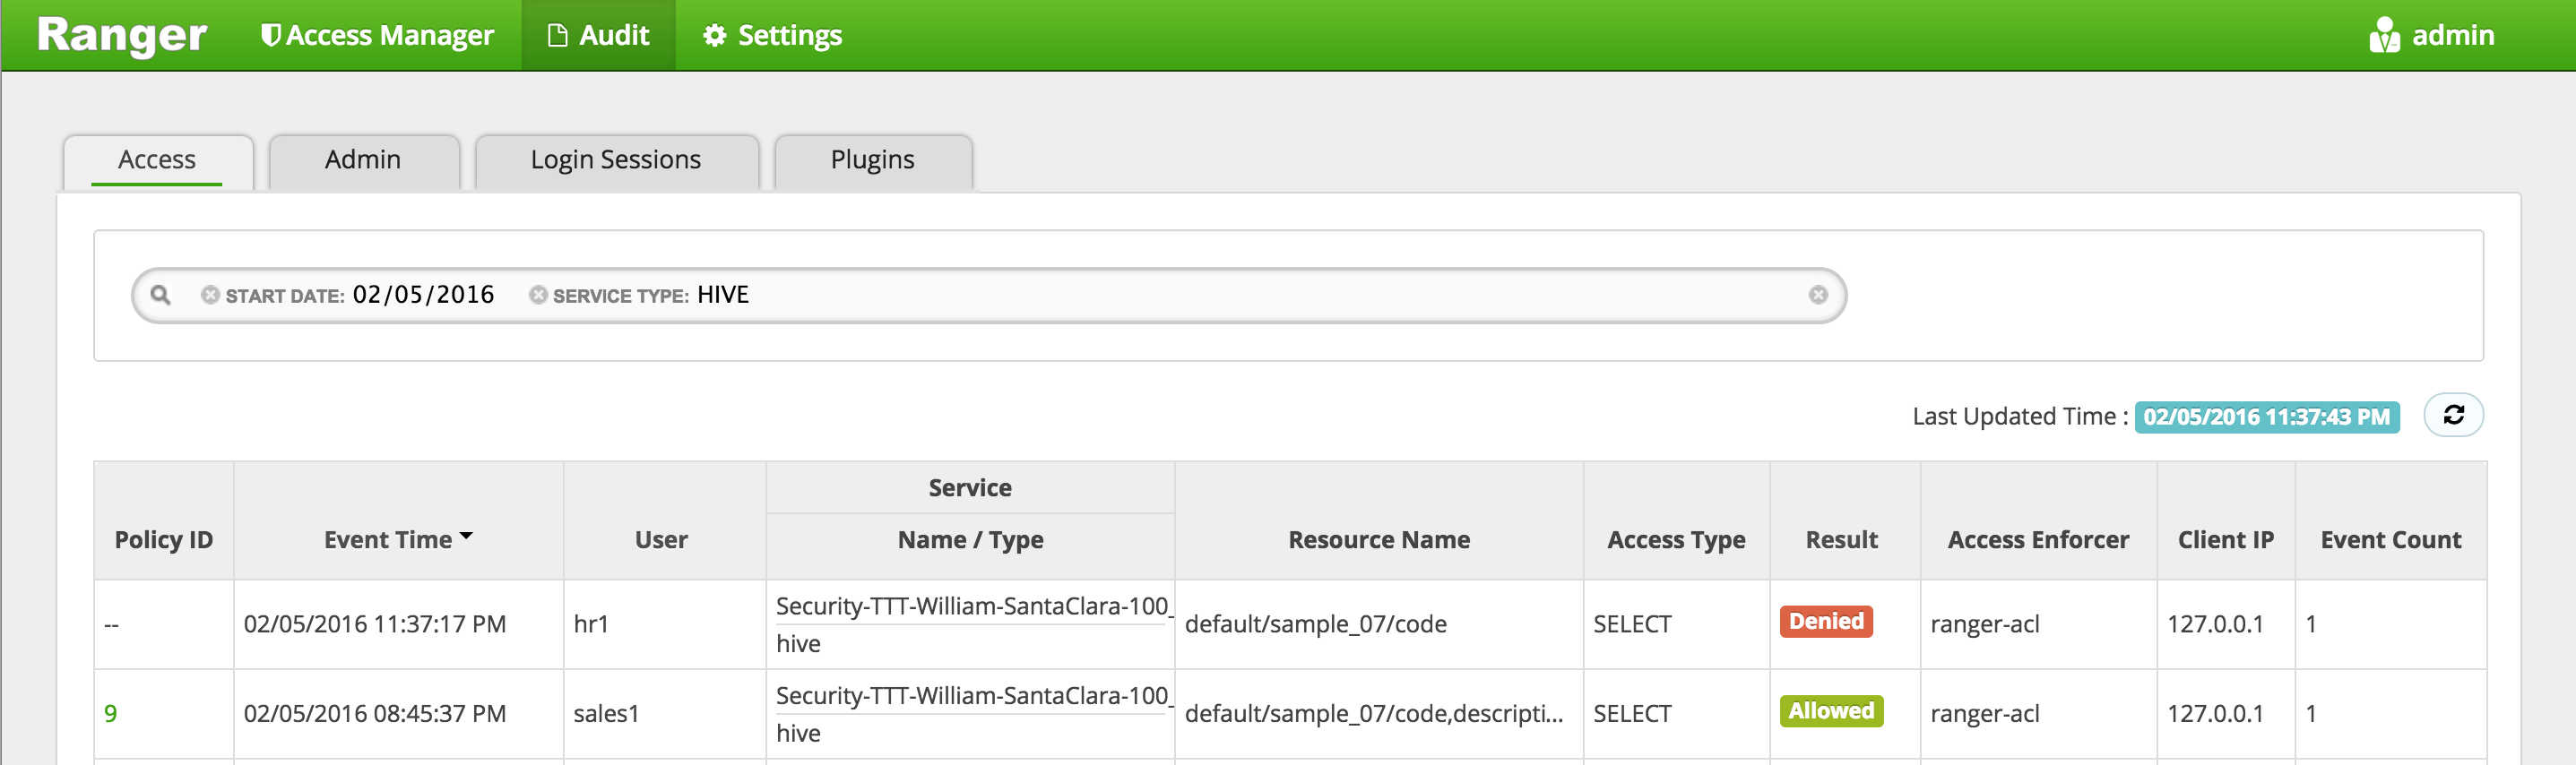 Ranger Access Manager Audit Settings admin
Access Admin Login Sessions Plugins
START DATE: 02/05/2016 SERVICE TYPE: HIVE
Last Updated Time : 02/05/2016 11:37:43 PM
Service
Policy ID Event Time User Name / Type Resource Name Access Type Result Access Enforcer Client IP Event Count
Security-TTT-William-SantaClara-100_
-- 02/05/2016 11:37:17 PM hr1 default/sample_07/code SELECT Denied ranger-acl 127.0.0.1 1
hive
Security-TTT-William-SantaClara-100_
9 02/05/2016 08:45:37 PM sales1 default/sample_07/code,descripti... SELECT Allowed ranger-acl 127.0.0.1 1
hive